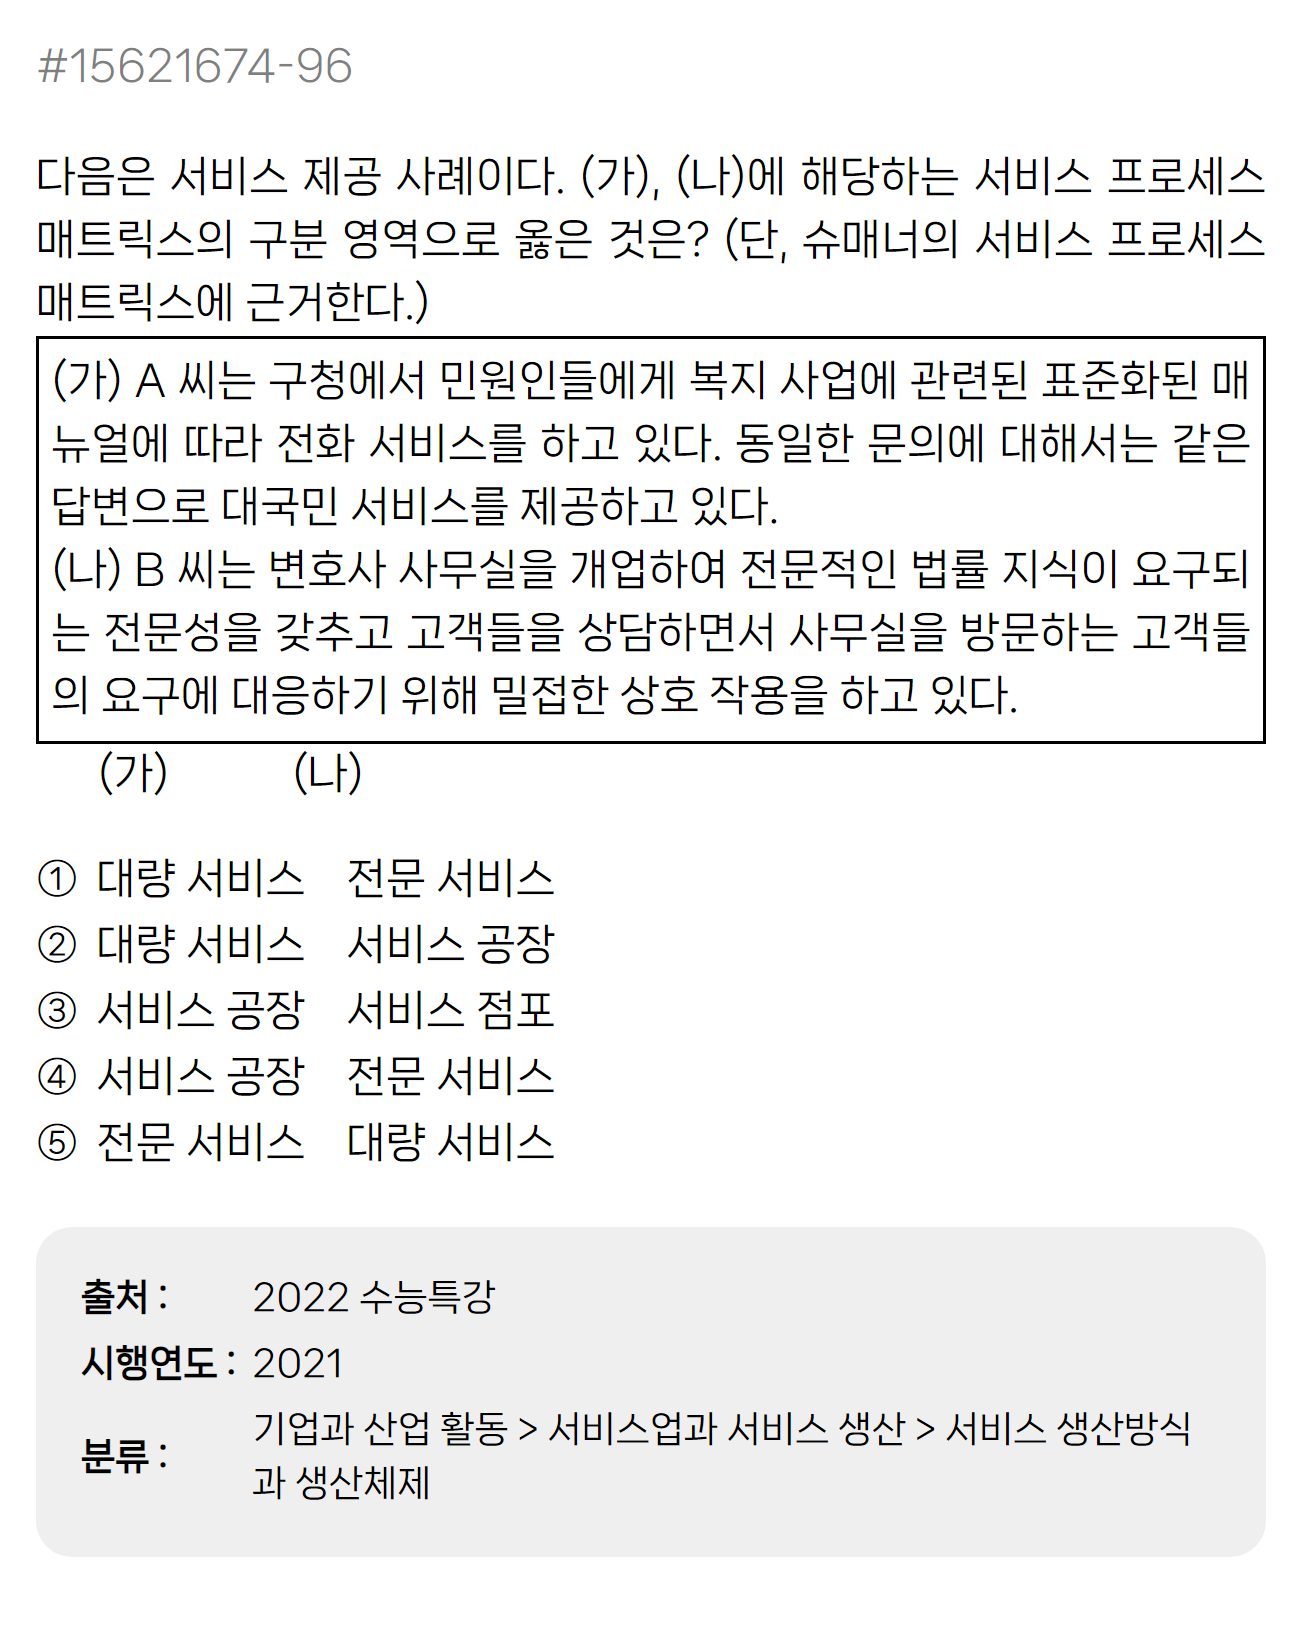 #15621674-96
다음은 서비스 제공 사례이다. (가), (나)에 해당하는 서비스 프로세스
매트릭스의 구분 영역으로 옳은 것은? (단, 슈매너의 서비스 프로세스
매트릭스에 근거한다.)
(가) A 씨는 구청에서 민원인들에게 복지 사업에 관련된 표준화된 매
뉴얼에 따라 전화 서비스를 하고 있다. 동일한 문의에 대해서는 같은
답변으로 대국민 서비스를 제공하고 있다.
(나) B 씨는 변호사 사무실을 개업하여 전문적인 법률 지식이 요구되
는 전문성을 갖추고 고객들을 상담하면서 사무실을 방문하는 고객들
의 요구에 대응하기 위해 밀접한 상호 작용을 하고 있다.
(가) (나)
① 대량 서비스 전문 서비스
② 대량 서비스 서비스 공장
③ 서비스 공장 서비스 점포
④ 서비스 공장 전문 서비스
⑤ 전문 서비스 대량 서비스
출처 : 2022 수능특강
시행연도 : 2021
분류 : 기업과 산업 활동 > 서비스업과 서비스 생산 > 서비스 생산방식
과 생산체제